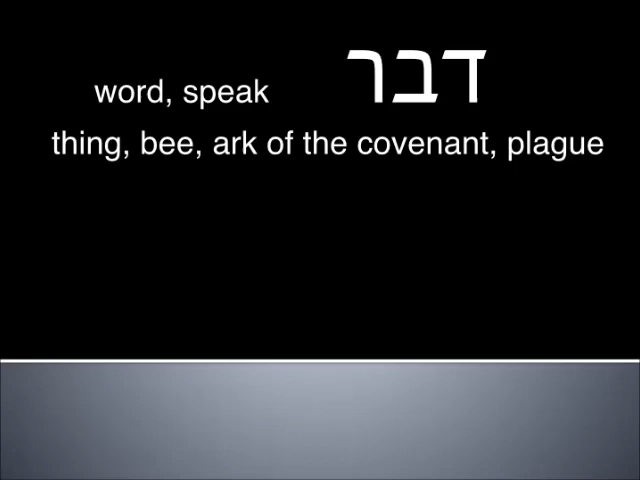 word, speak דבר
thing, bee, ark of the covenant, plague